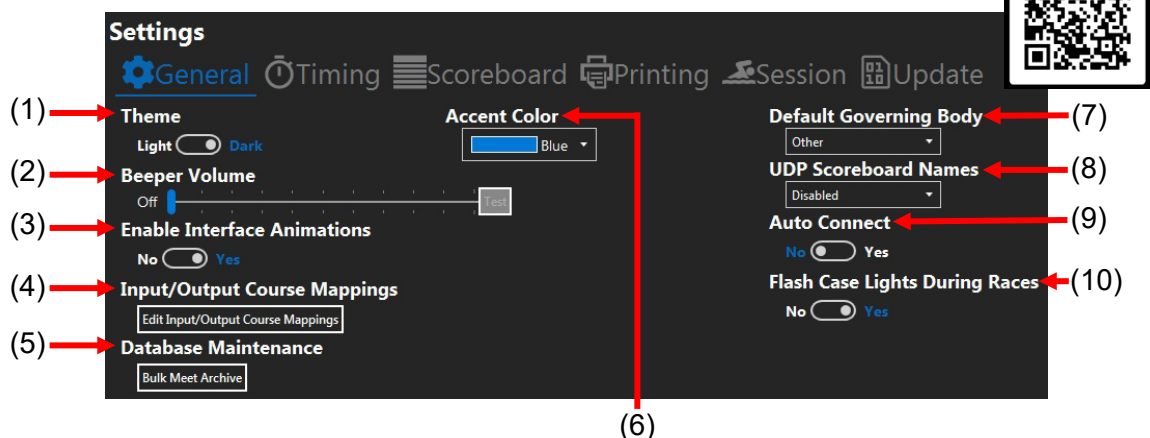 Settings
General Timing Scoreboard Printing Session Update
(1) Theme Accent Color Default Governing Body (7)
Light Dark Blue Other
(2) Beeper Volume UDP Scoreboard Names (8)
Off Test Disabled
(3) Enable Interface Animations Auto Connect (9)
No Yes No Yes
(4) Input/Output Course Mappings Flash Case Lights During Races (10)
Edit Input/Output Course Mappings No Yes
(5) Database Maintenance
Bulk Meet Archive
(6)